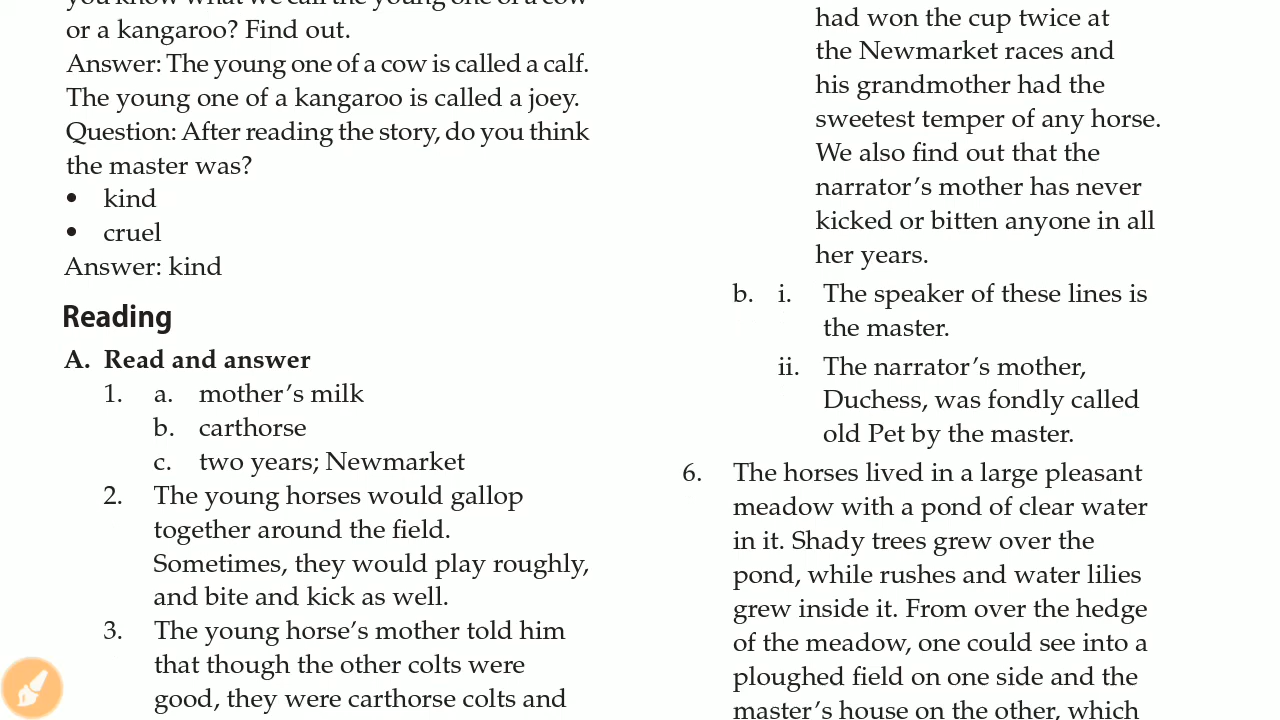 you know what we call the young one of a cow
or a kangaroo? Find out.
Answer: The young one of a cow is called a calf.
The young one of a kangaroo is called a joey.
Question: After reading the story, do you think
the master was?
• kind
• cruel
Answer: kind
Reading
A. Read and answer
1. a. mother’s milk
b. carthorse
c. two years; Newmarket
2. The young horses would gallop
together around the field.
Sometimes, they would play roughly,
and bite and kick as well.
3. The young horse’s mother told him
that though the other colts were
good, they were carthorse colts and
had won the cup twice at
the Newmarket races and
his grandmother had the
sweetest temper of any horse.
We also find out that the
narrator’s mother has never
kicked or bitten anyone in all
her years.
b. i. The speaker of these lines is
the master.
ii. The narrator’s mother,
Duchess, was fondly called
old Pet by the master.
6. The horses lived in a large pleasant
meadow with a pond of clear water
in it. Shady trees grew over the
pond, while rushes and water lilies
grew inside it. From over the hedge
of the meadow, one could see into a
ploughed field on one side and the
master’s house on the other, which